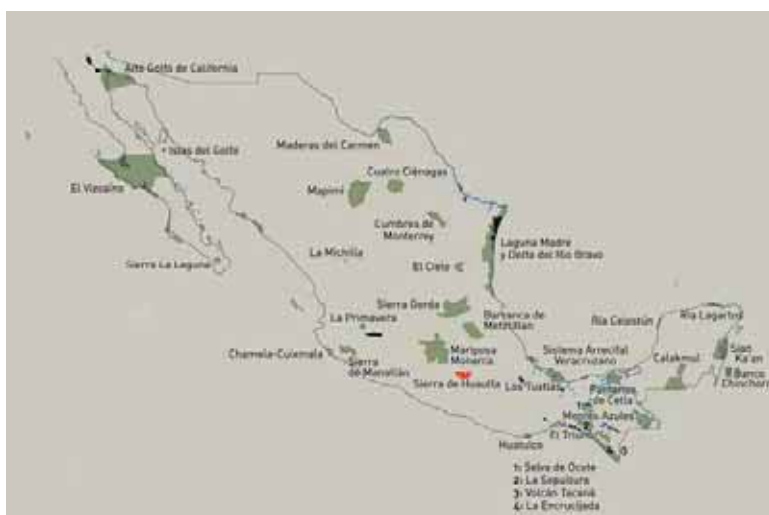 Alto Golfo de California
Islas del Golfo
El Vizcaíno
Sierra La Laguna
Maderas del Carmen
Cuatro Ciénagas
Mapimí
Cumbres de
Monterrey
La Michilía
El Cielo
Laguna Madre
y Delta del Río Bravo
Sierra Gorda
La Primavera
Barranca de
Metztitlán
Chamela-Cuixmala
Sierra
de Manatlán
Mariposa
Monarca
Sierra de Huautla
Sistema Arrecifal
Veracruzano
Los Tuxtlas
Ría Celestún
Ría Lagartos
Calakmul
Sian
Ka'an
Banco
Chinchorro
Pantanos
de Centla
Montes Azules
El Triunfo
Huatulco
1: Selva de Ocote
2: La Sepultura
3: Volcán Tacaná
4: La Encrucijada